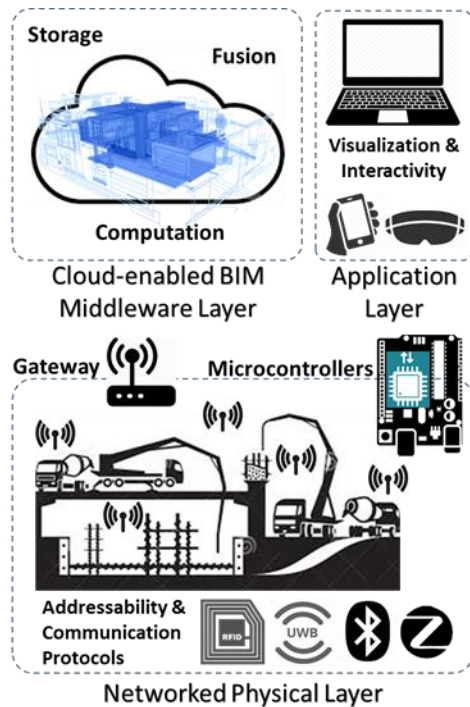 Storage
Fusion
Computation
Cloud-enabled BIM
Middleware Layer
Visualization &
Interactivity
Application
Layer
Gateway
Microcontrollers
Addressability &
Communication
Protocols
RFID
UWB
Networked Physical Layer